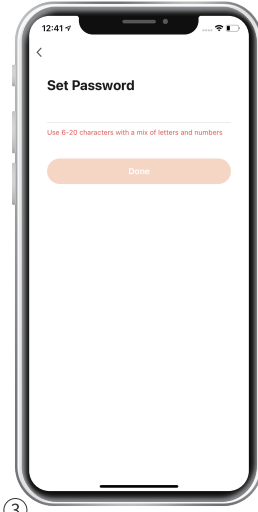 12:41
Set Password
Use 6-20 characters with a mix of letters and numbers
Done
3